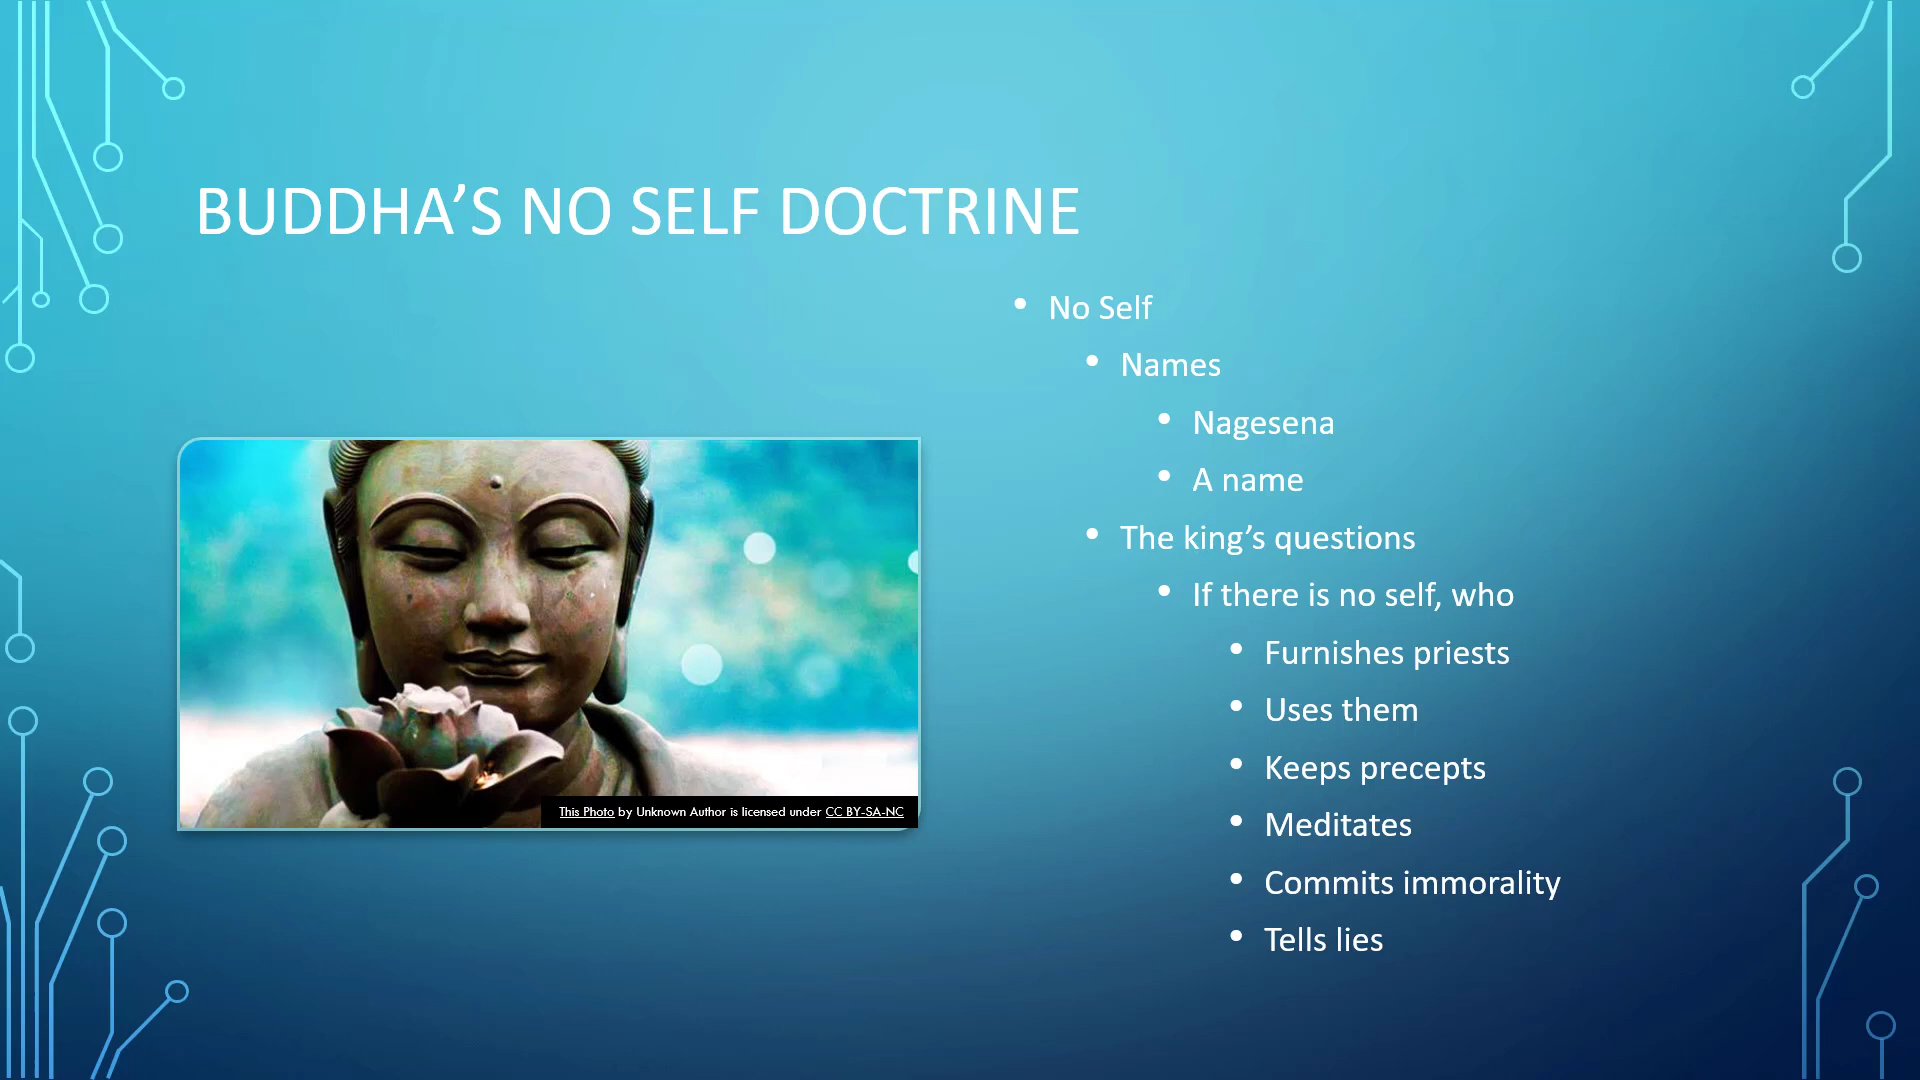 BUDDHA’S NO SELF DOCTRINE
No Self
Names
Nagesena
A name
The king’s questions
If there is no self, who
Furnishes priests
Uses them
Keeps precepts
Meditates
Commits immorality
Tells lies
This Photo by Unknown Author is licensed under CC BY-SA-NC